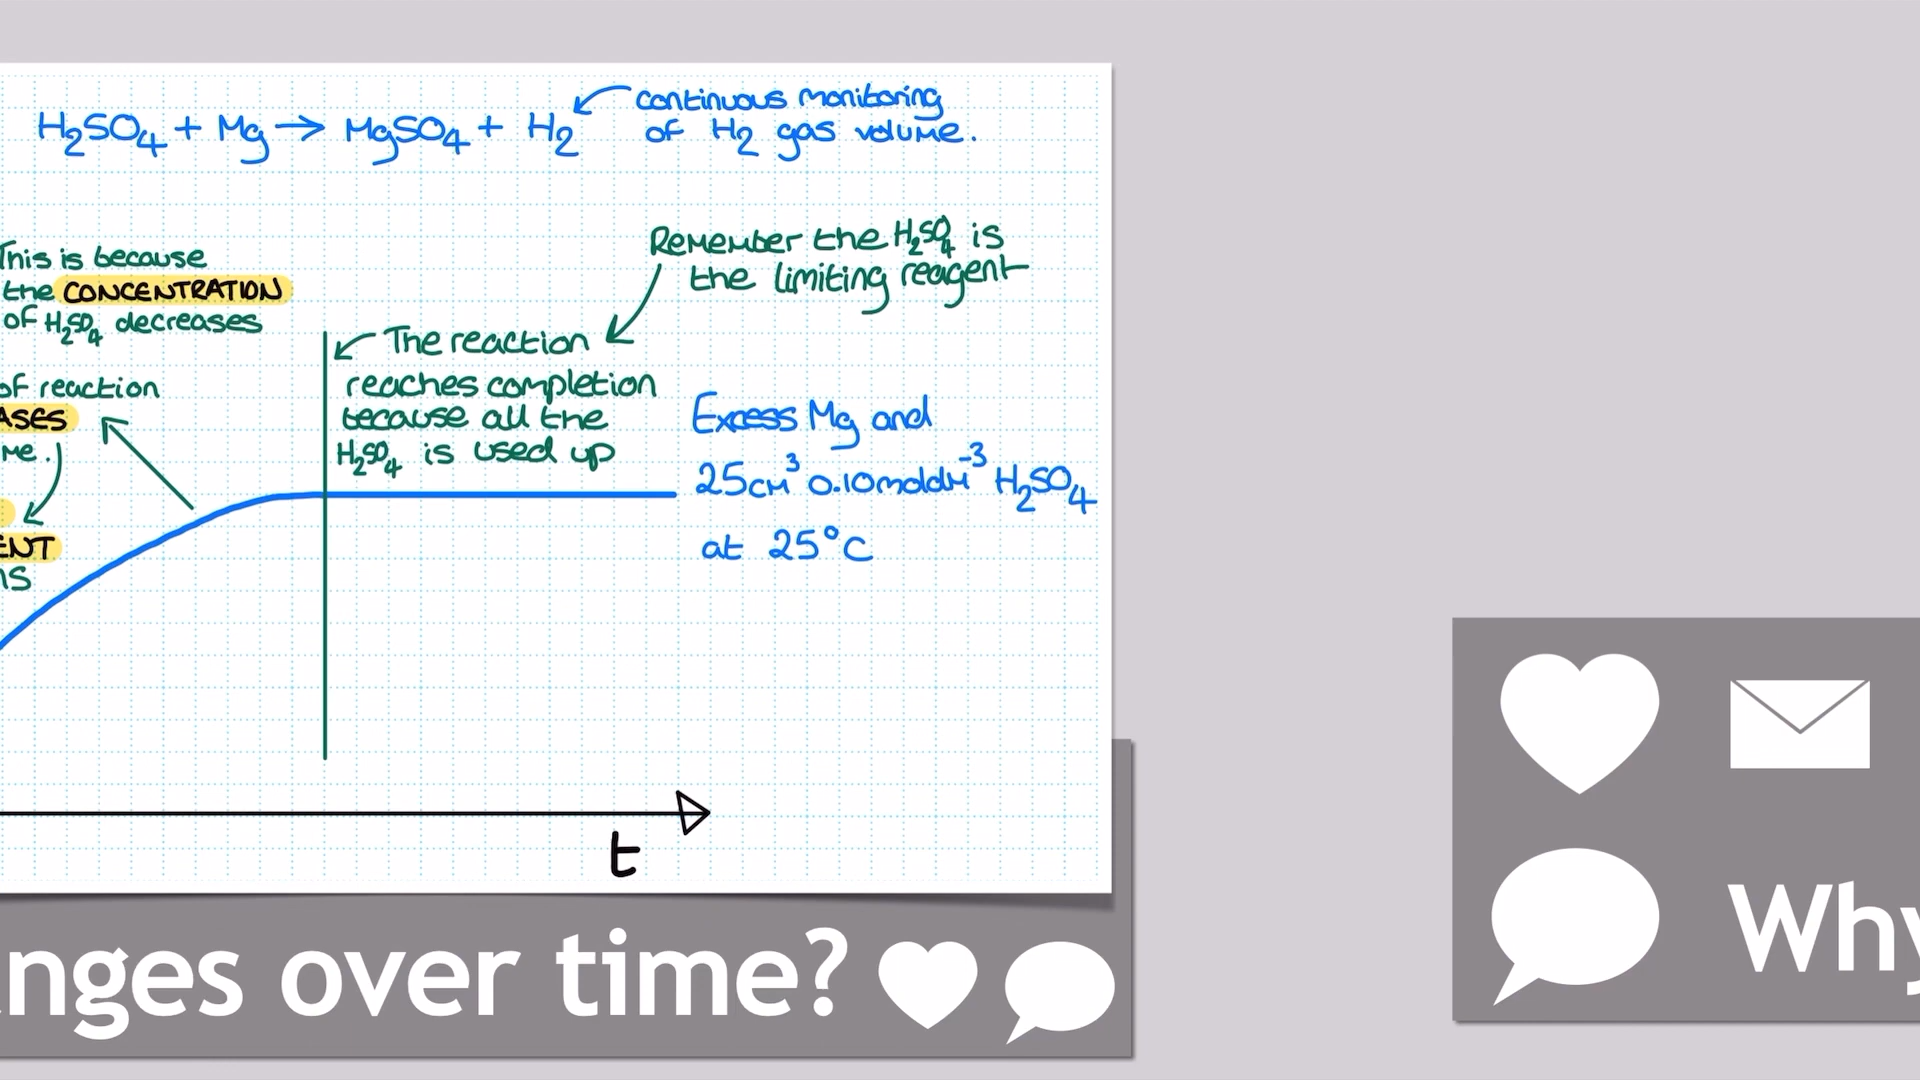 H₂SO₄ + Mg → MgSO₄ + H₂
continuous monitoring
of H₂ gas volume.
Remember the H₂SO₄ is
the limiting reagent
This is because
the CONCENTRATION
of H₂SO₄ decreases
The reaction
reaches completion
because all the
H₂SO₄ is used up
of reaction
ASES
me.
ENT
Excess Mg and
25cm³ 0.10moldm⁻³ H₂SO₄
at 25°C
t
nges over time?
Why